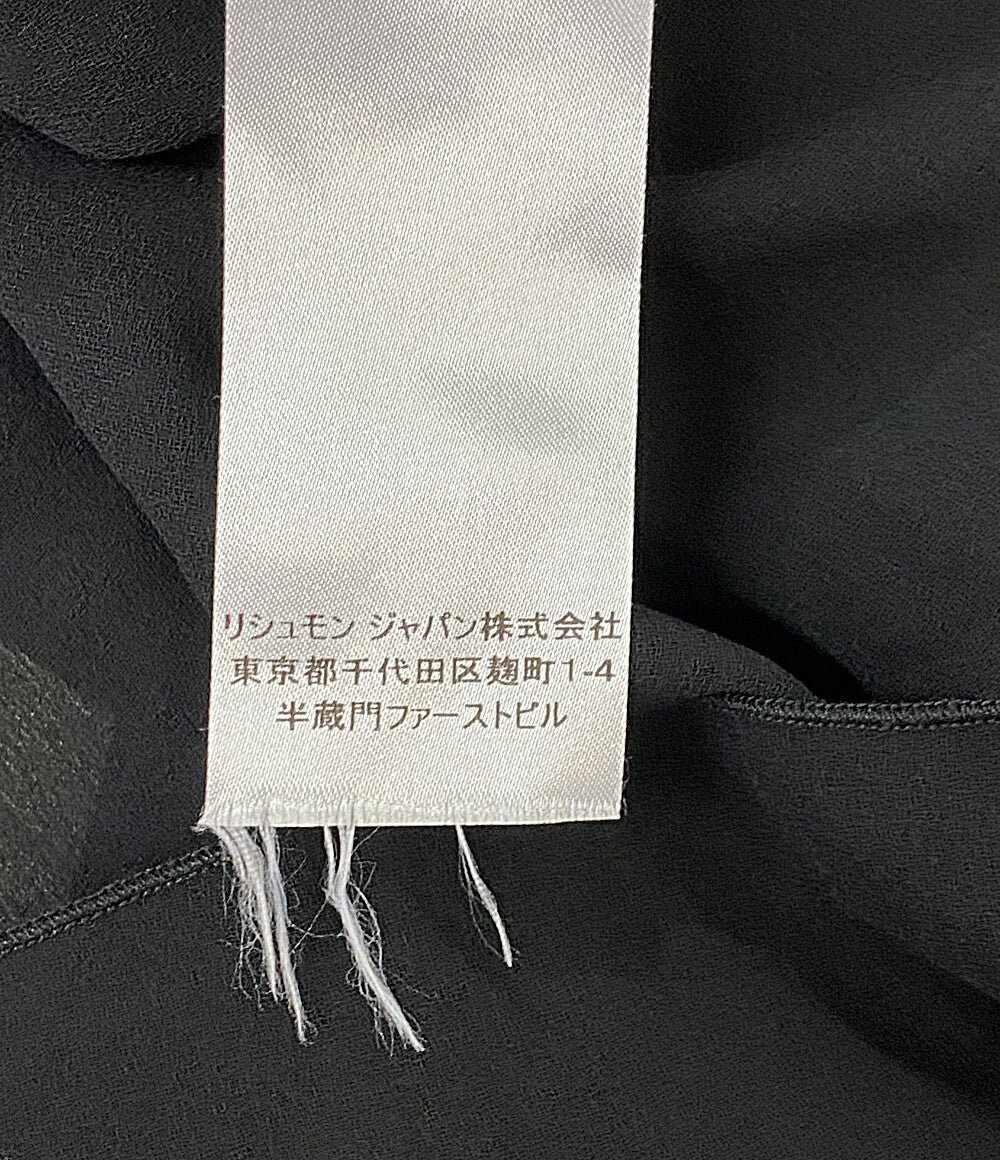 リシュモン ジャパン株式会社
東京都千代田区麹町1-4
半蔵門ファーストビル